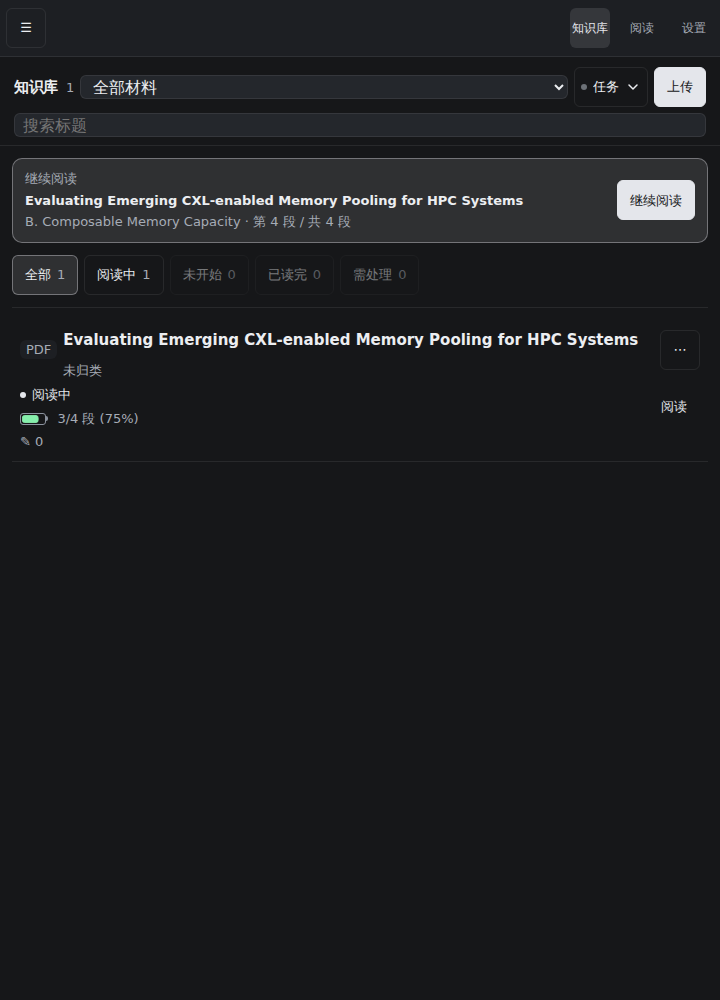 ☰ 知识库 阅读 设置
知识库 1 全部材料 任务 上传
搜索标题
继续阅读
Evaluating Emerging CXL-enabled Memory Pooling for HPC Systems
B. Composable Memory Capacity · 第 4 段 / 共 4 段
继续阅读
全部 1 阅读中 1 未开始 0 已读完 0 需处理 0
PDF Evaluating Emerging CXL-enabled Memory Pooling for HPC Systems ···
未归类
阅读中
3/4 段 (75%)
阅读
✎ 0